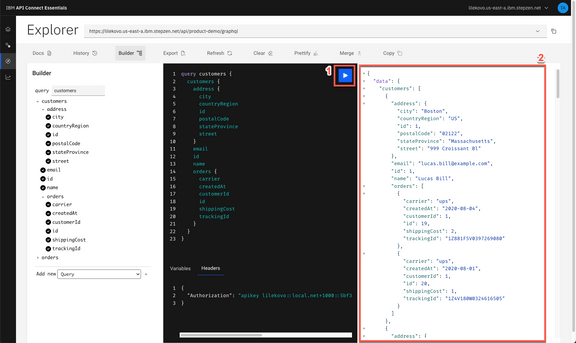 IBM API Connect Essentials
lilekovo.us-east-a.ibm.stepzen.net
Explorer
https://lilekovo.us-east-a.ibm.stepzen.net/api/product-demo/graphql
Docs
History
Builder
Export
Refresh
Clear
Prettify
Merge
Copy
Builder
query customers
customers
address
city
countryRegion
id
postalCode
stateProvince
street
email
id
name
orders
carrier
createdAt
customerId
id
shippingCost
trackingId
orders
Add new Query
1
1 query customers {
2 customers {
3 address {
4 city
5 countryRegion
6 id
7 postalCode
8 stateProvince
9 street
10 }
11 email
12 id
13 name
14 orders {
15 carrier
16 createdAt
17 customerId
18 id
19 shippingCost
20 trackingId
21 }
22 }
23 }
Variables
Headers
1 {
2 "Authorization": "apikey lilekovo::local.net+1000::
3 }
2
{
"data": {
"customers": [
{
"address": {
"city": "Boston",
"countryRegion": "US",
"id": 1,
"postalCode": "02122",
"stateProvince": "Massachusetts",
"street": "999 Croissant Bl"
},
"email": "lucas.bill@example.com",
"id": 1,
"name": "Lucas Bill",
"orders": [
{
"carrier": "ups",
"createdAt": "2020-08-04",
"customerId": 1,
"id": 19,
"shippingCost": 2,
"trackingId": "1Z881F5V0397269080"
},
{
"carrier": "ups",
"createdAt": "2020-08-01",
"customerId": 1,
"id": 20,
"shippingCost": 1,
"trackingId": "1Z4V180W0324616505"
}
]
},
{
"address": {